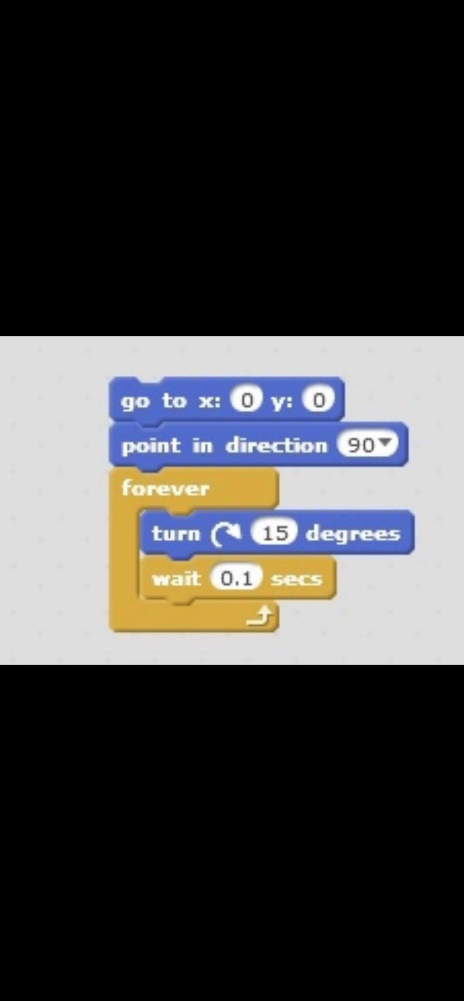 go to x: 0 y: 0
point in direction 90
forever
turn 15 degrees
wait 0.1 secs